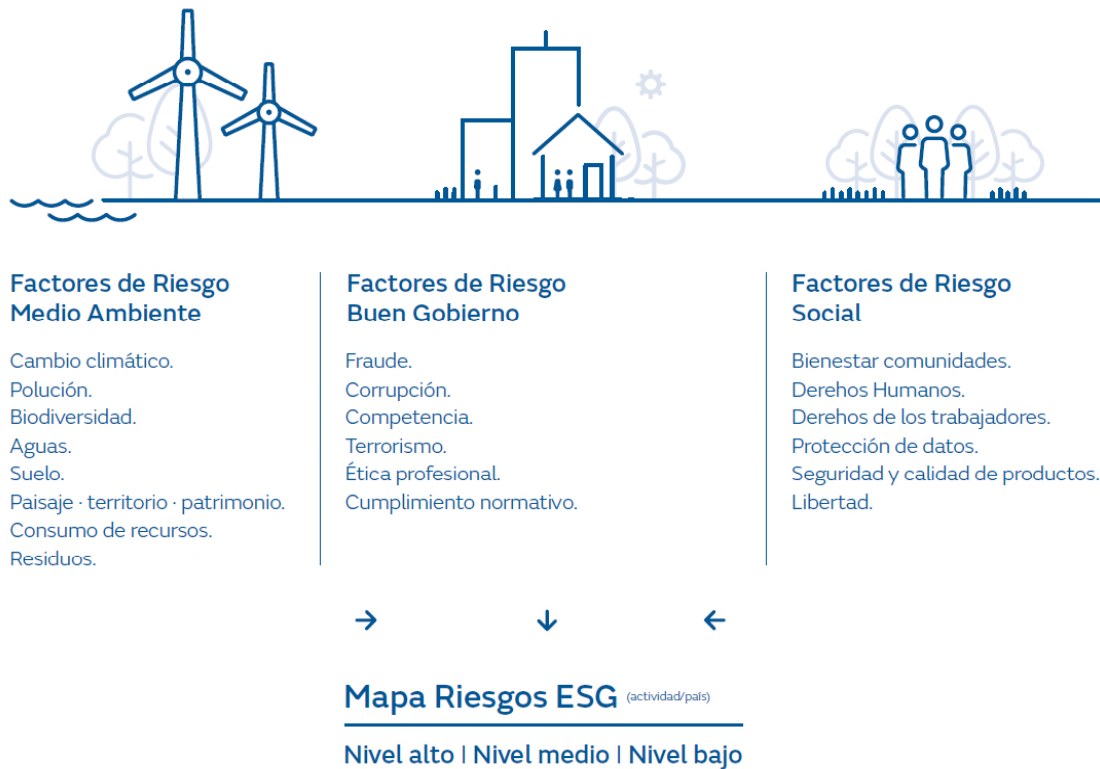 Factores de Riesgo
Medio Ambiente
Cambio climático.
Polución.
Biodiversidad.
Aguas.
Suelo.
Paisaje · territorio · patrimonio.
Consumo de recursos.
Residuos.
Factores de Riesgo
Buen Gobierno
Fraude.
Corrupción.
Competencia.
Terrorismo.
Ética profesional.
Cumplimiento normativo.
Factores de Riesgo
Social
Bienestar comunidades.
Derehos Humanos.
Derehos de los trabajadores.
Protección de datos.
Seguridad y calidad de productos.
Libertad.
Mapa Riesgos ESG (actividad/país)
Nivel alto | Nivel medio | Nivel bajo